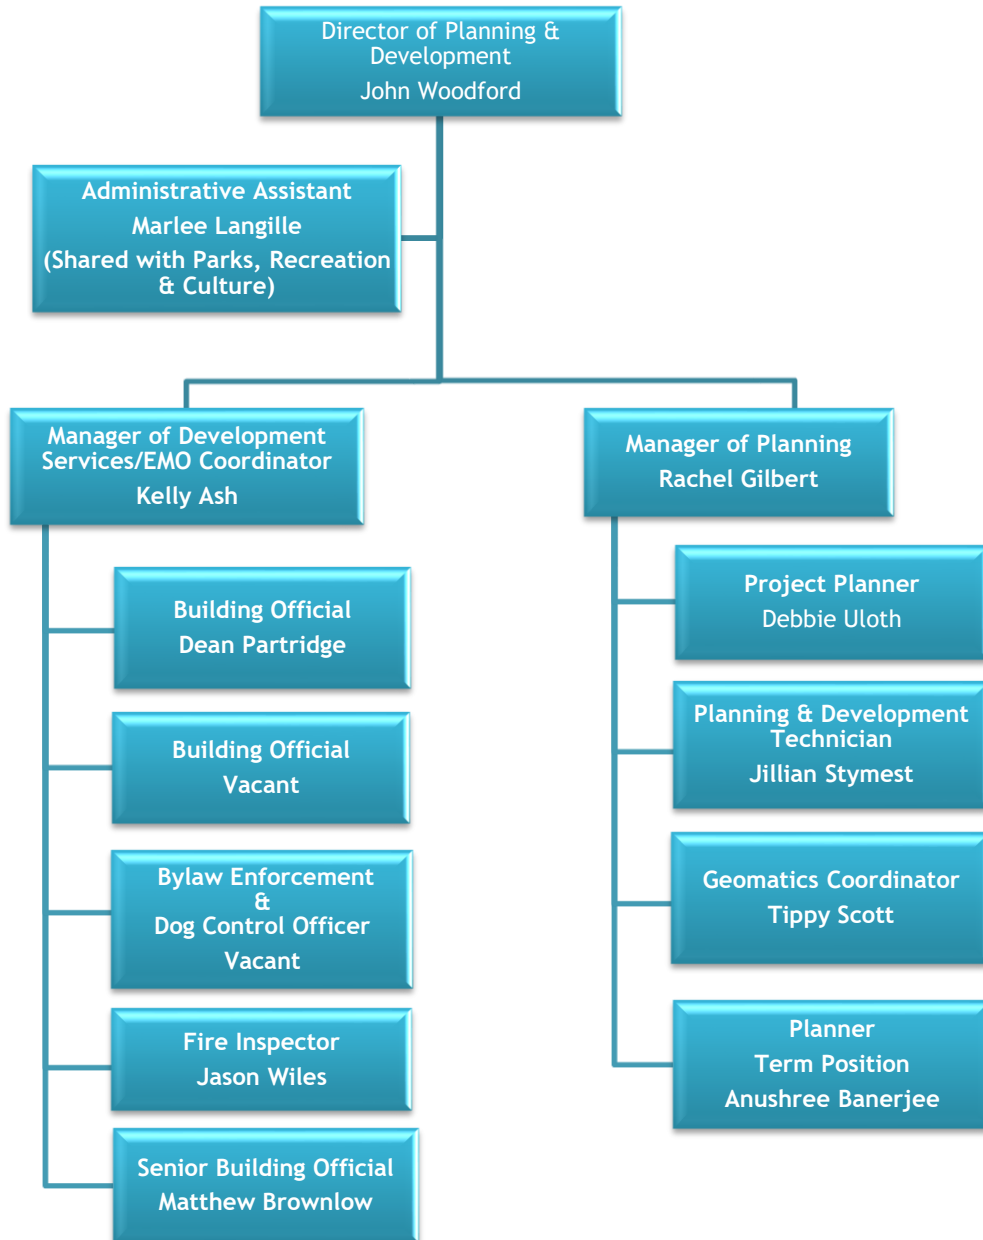 Director of Planning &
Development
John Woodford
Administrative Assistant
Marlee Langille
(Shared with Parks, Recreation
& Culture)
Manager of Development
Services/EMO Coordinator
Kelly Ash
Building Official
Dean Partridge
Building Official
Vacant
Bylaw Enforcement
&
Dog Control Officer
Vacant
Fire Inspector
Jason Wiles
Senior Building Official
Matthew Brownlow
Manager of Planning
Rachel Gilbert
Project Planner
Debbie Uloth
Planning & Development
Technician
Jillian Stymest
Geomatics Coordinator
Tippy Scott
Planner
Term Position
Anushree Banerjee